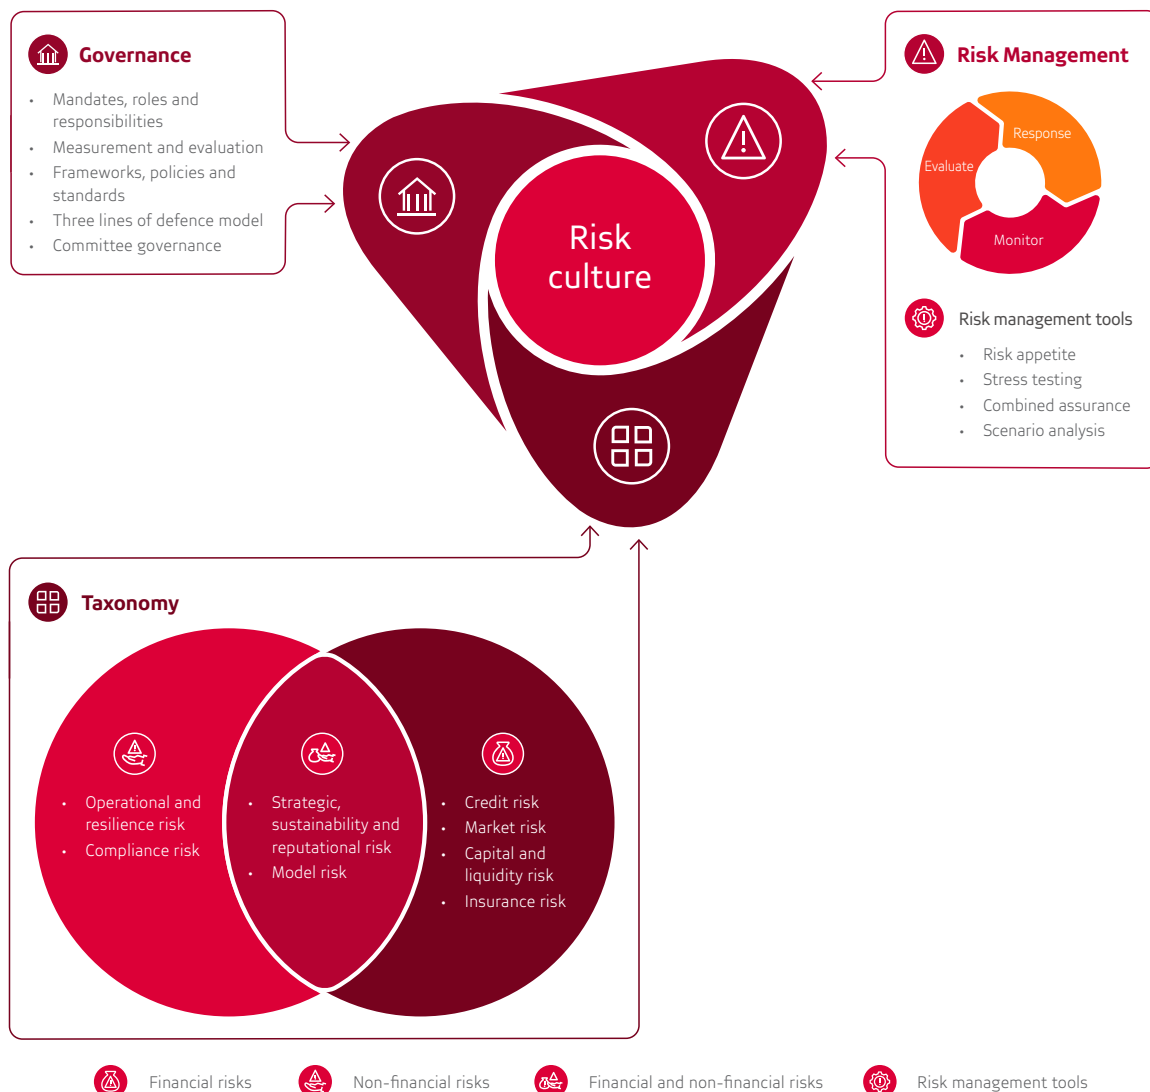 Governance
• Mandates, roles and
responsibilities
• Measurement and evaluation
• Frameworks, policies and
standards
• Three lines of defence model
• Committee governance
Risk
culture
Risk Management
Response
Evaluate
Monitor
Risk management tools
• Risk appetite
• Stress testing
• Combined assurance
• Scenario analysis
Taxonomy
• Operational and
resilience risk
• Compliance risk
• Strategic,
sustainability and
reputational risk
• Model risk
• Credit risk
• Market risk
• Capital and
liquidity risk
• Insurance risk
Financial risks
Non-financial risks
Financial and non-financial risks
Risk management tools